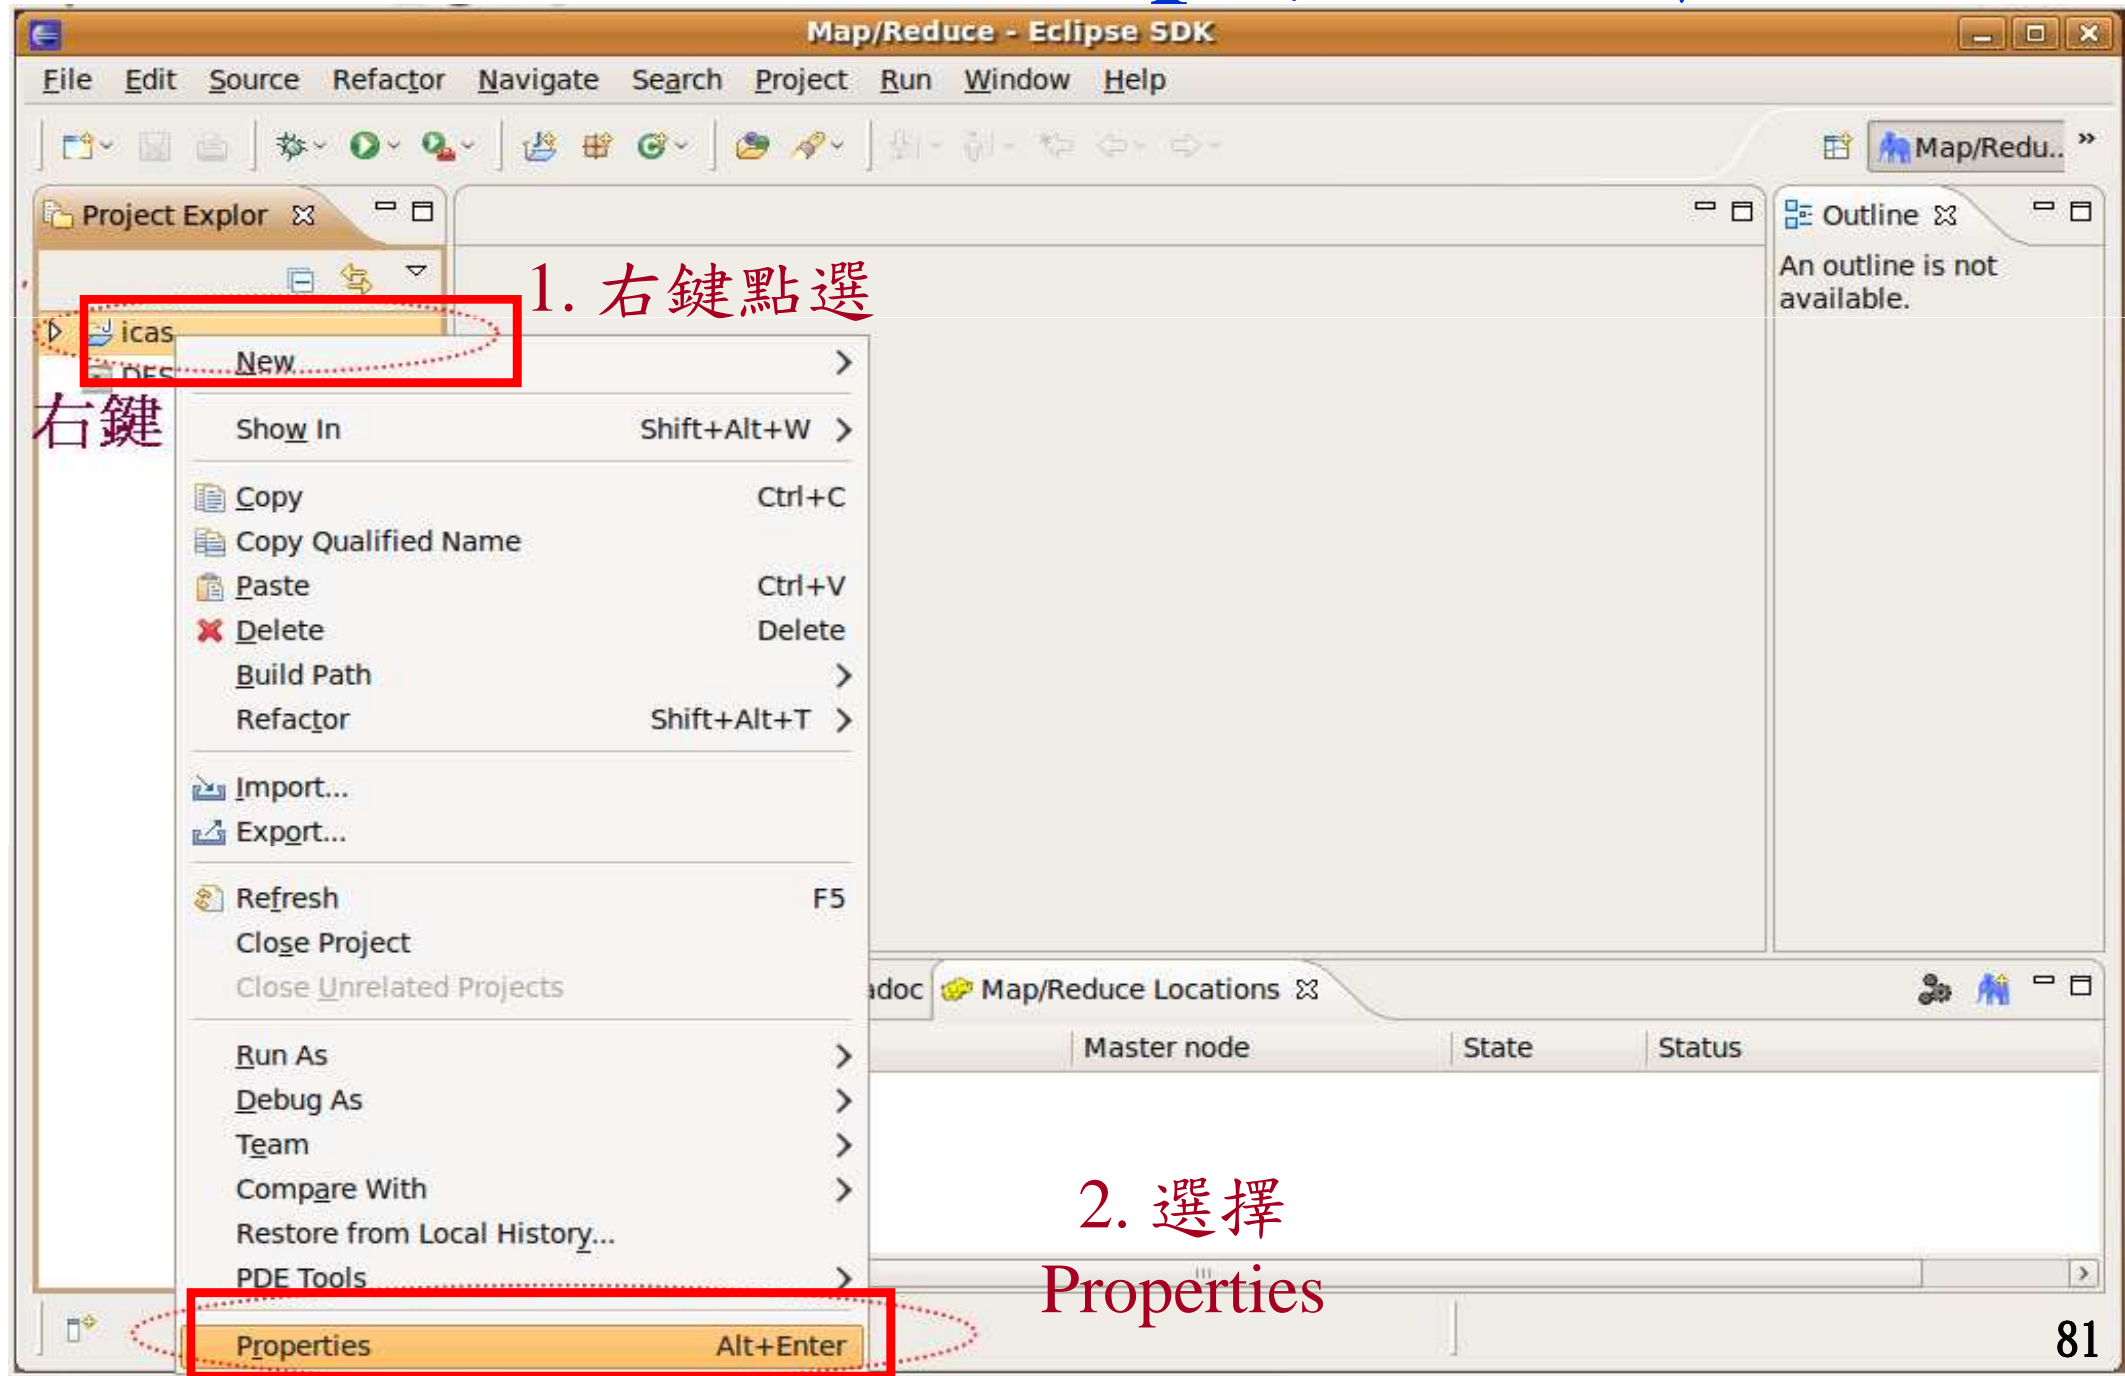 Map/Reduce - Eclipse SDK
File Edit Source Refactor Navigate Search Project Run Window Help
Map/Redu.. »
Project Explor
Outline
An outline is not
available.
1. 右鍵點選
icas
DFS
右鍵
New
Show In Shift+Alt+W
Copy Ctrl+C
Copy Qualified Name
Paste Ctrl+V
Delete Delete
Build Path
Refactor Shift+Alt+T
Import...
Export...
Refresh F5
Close Project
Close Unrelated Projects
Run As
Debug As
Team
Compare With
Restore from Local History...
PDE Tools
Properties Alt+Enter
adoc Map/Reduce Locations
Master node State Status
2. 選擇
Properties
81